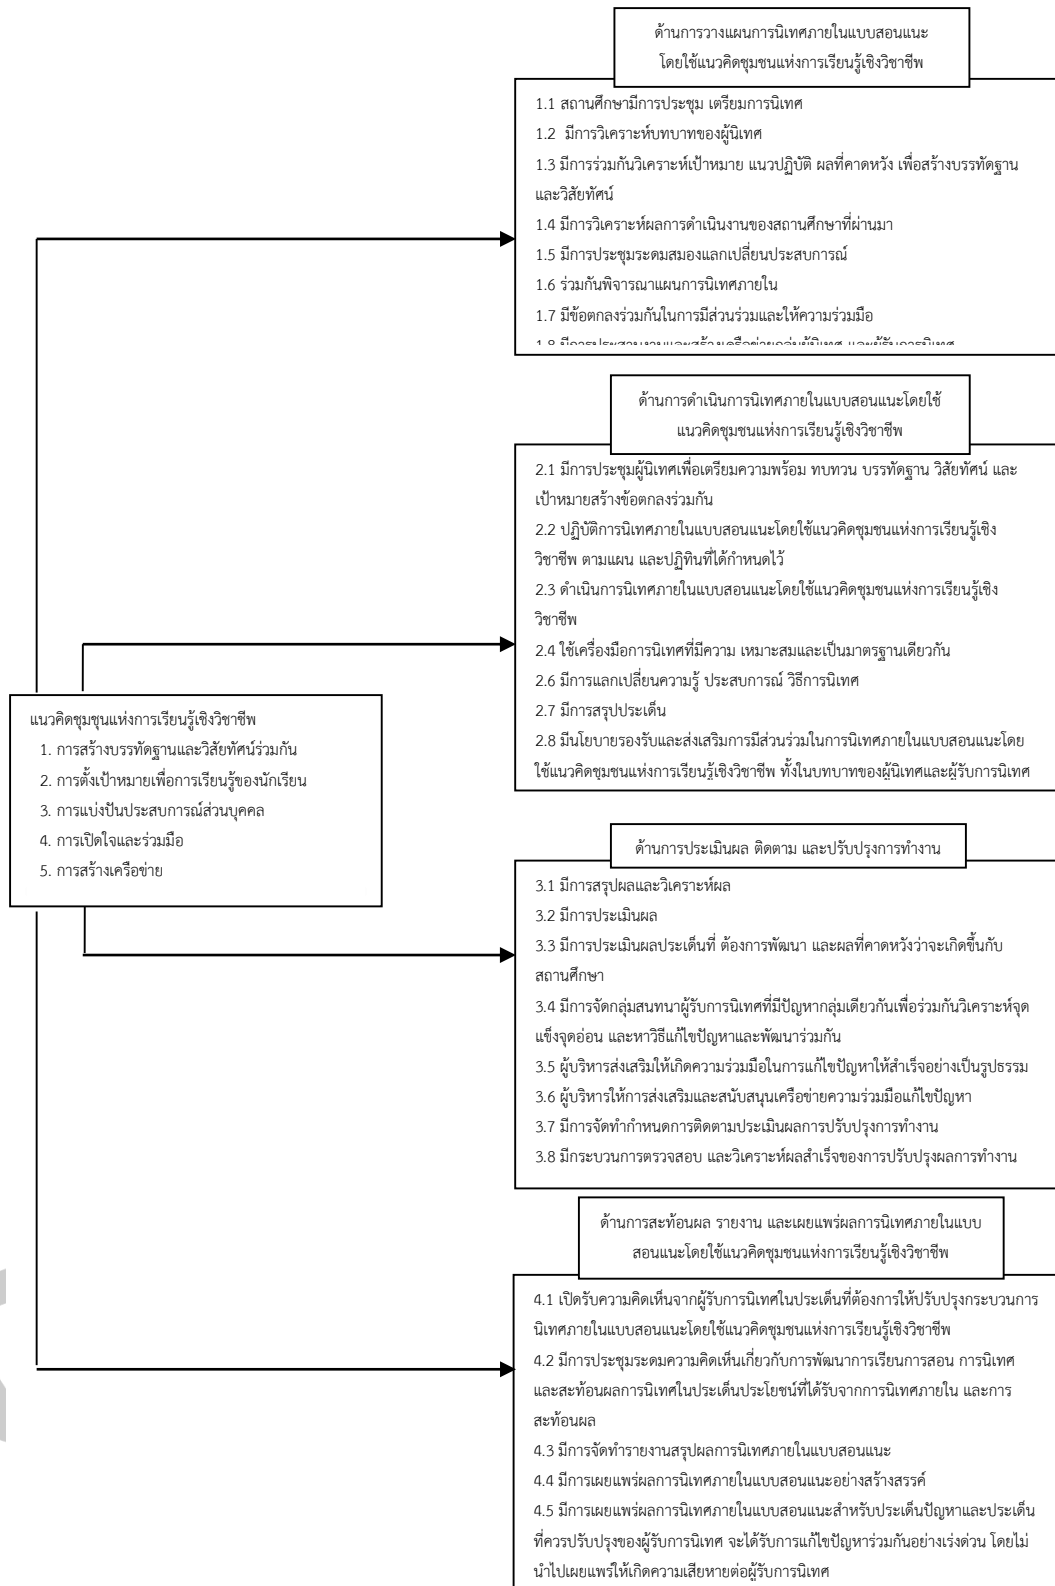 ด้านการวางแผนการนิเทศภายในแบบสอนแนะ
โดยใช้แนวคิดชุมชนแห่งการเรียนรู้เชิงวิชาชีพ
1.1 สถานศึกษามีการประชุม เตรียมการนิเทศ
1.2 มีการวิเคราะห์บทบาทของผู้นิเทศ
1.3 มีการร่วมกันวิเคราะห์เป้าหมาย แนวปฏิบัติ ผลที่คาดหวัง เพื่อสร้างบรรทัดฐาน
และวิสัยทัศน์
1.4 มีการวิเคราะห์ผลการดำเนินงานของสถานศึกษาที่ผ่านมา
1.5 มีการประชุมระดมสมองแลกเปลี่ยนประสบการณ์
1.6 ร่วมกันพิจารณาแผนการนิเทศภายใน
1.7 มีข้อตกลงร่วมกันในการมีส่วนร่วมและให้ความร่วมมือ
1.8 มีการประสานงานและสร้างเครือข่ายกลุ่มผู้นิเทศ และผู้รับการนิเทศ
ด้านการดำเนินการนิเทศภายในแบบสอนแนะโดยใช้
แนวคิดชุมชนแห่งการเรียนรู้เชิงวิชาชีพ
2.1 มีการประชุมผู้นิเทศเพื่อเตรียมความพร้อม ทบทวน บรรทัดฐาน วิสัยทัศน์ และ
เป้าหมายสร้างข้อตกลงร่วมกัน
2.2 ปฏิบัติการนิเทศภายในแบบสอนแนะโดยใช้แนวคิดชุมชนแห่งการเรียนรู้เชิง
วิชาชีพ ตามแผน และปฏิทินที่ได้กำหนดไว้
2.3 ดำเนินการนิเทศภายในแบบสอนแนะโดยใช้แนวคิดชุมชนแห่งการเรียนรู้เชิง
วิชาชีพ
2.4 ใช้เครื่องมือการนิเทศที่มีความ เหมาะสมและเป็นมาตรฐานเดียวกัน
2.6 มีการแลกเปลี่ยนความรู้ ประสบการณ์ วิธีการนิเทศ
2.7 มีการสรุปประเด็น
2.8 มีนโยบายรองรับและส่งเสริมการมีส่วนร่วมในการนิเทศภายในแบบสอนแนะโดย
ใช้แนวคิดชุมชนแห่งการเรียนรู้เชิงวิชาชีพ ทั้งในบทบาทของผู้นิเทศและผู้รับการนิเทศ
แนวคิดชุมชนแห่งการเรียนรู้เชิงวิชาชีพ
1. การสร้างบรรทัดฐานและวิสัยทัศน์ร่วมกัน
2. การตั้งเป้าหมายเพื่อการเรียนรู้ของนักเรียน
3. การแบ่งปันประสบการณ์ส่วนบุคคล
4. การเปิดใจและร่วมมือ
5. การสร้างเครือข่าย
ด้านการประเมินผล ติดตาม และปรับปรุงการทำงาน
3.1 มีการสรุปผลและวิเคราะห์ผล
3.2 มีการประเมินผล
3.3 มีการประเมินผลประเด็นที่ ต้องการพัฒนา และผลที่คาดหวังว่าจะเกิดขึ้นกับ
สถานศึกษา
3.4 มีการจัดกลุ่มสนทนาผู้รับการนิเทศที่มีปัญหากลุ่มเดียวกันเพื่อร่วมกันวิเคราะห์จุด
แข็งจุดอ่อน และหาวิธีแก้ไขปัญหาและพัฒนาร่วมกัน
3.5 ผู้บริหารส่งเสริมให้เกิดความร่วมมือในการแก้ไขปัญหาให้สำเร็จอย่างเป็นรูปธรรม
3.6 ผู้บริหารให้การส่งเสริมและสนับสนุนเครือข่ายความร่วมมือแก้ไขปัญหา
3.7 มีการจัดทำกำหนดการติดตามประเมินผลการปรับปรุงการทำงาน
3.8 มีกระบวนการตรวจสอบ และวิเคราะห์ผลสำเร็จของการปรับปรุงผลการทำงาน
ด้านการสะท้อนผล รายงาน และเผยแพร่ผลการนิเทศภายในแบบ
สอนแนะโดยใช้แนวคิดชุมชนแห่งการเรียนรู้เชิงวิชาชีพ
4.1 เปิดรับความคิดเห็นจากผู้รับการนิเทศในประเด็นที่ต้องการให้ปรับปรุงกระบวนการ
นิเทศภายในแบบสอนแนะโดยใช้แนวคิดชุมชนแห่งการเรียนรู้เชิงวิชาชีพ
4.2 มีการประชุมระดมความคิดเห็นเกี่ยวกับการพัฒนาการเรียนการสอน การนิเทศ
และสะท้อนผลการนิเทศในประเด็นประโยชน์ที่ได้รับจากการนิเทศภายใน และการ
สะท้อนผล
4.3 มีการจัดทำรายงานสรุปผลการนิเทศภายในแบบสอนแนะ
4.4 มีการเผยแพร่ผลการนิเทศภายในแบบสอนแนะอย่างสร้างสรรค์
4.5 มีการเผยแพร่ผลการนิเทศภายในแบบสอนแนะสำหรับประเด็นปัญหาและประเด็น
ที่ควรปรับปรุงของผู้รับการนิเทศ จะได้รับการแก้ไขปัญหาร่วมกันอย่างเร่งด่วน โดยไม่
นำไปเผยแพร่ให้เกิดความเสียหายต่อผู้รับการนิเทศ